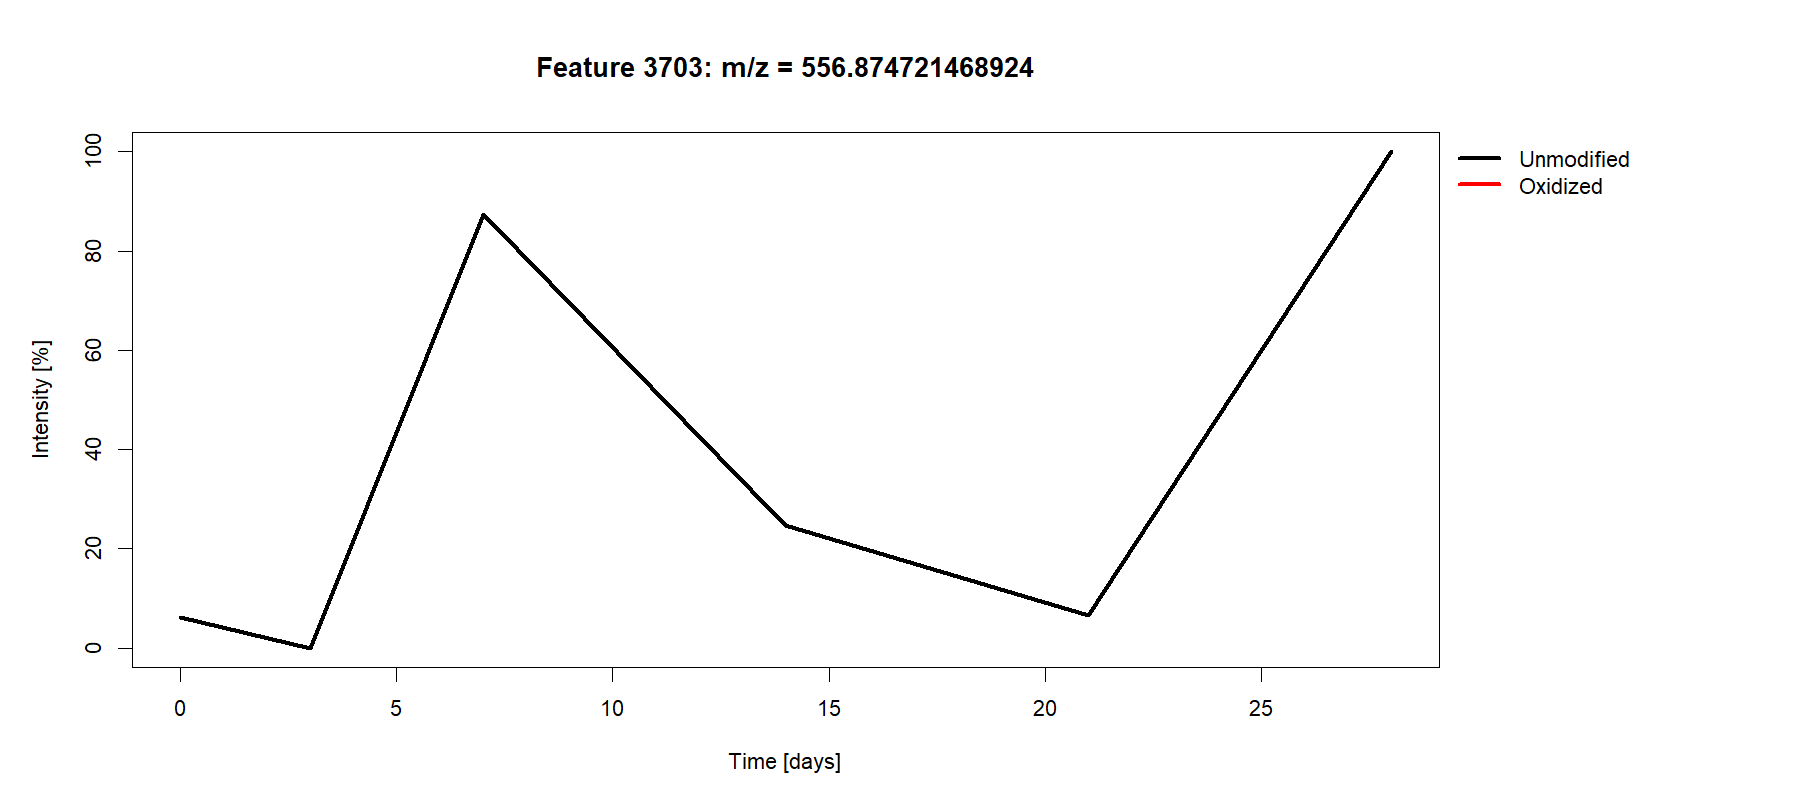 Feature 3703: m/z = 556.874721468924
Unmodified
Oxidized
Intensity [%]
100
80
60
40
20
0
0 5 10 15 20 25
Time [days]